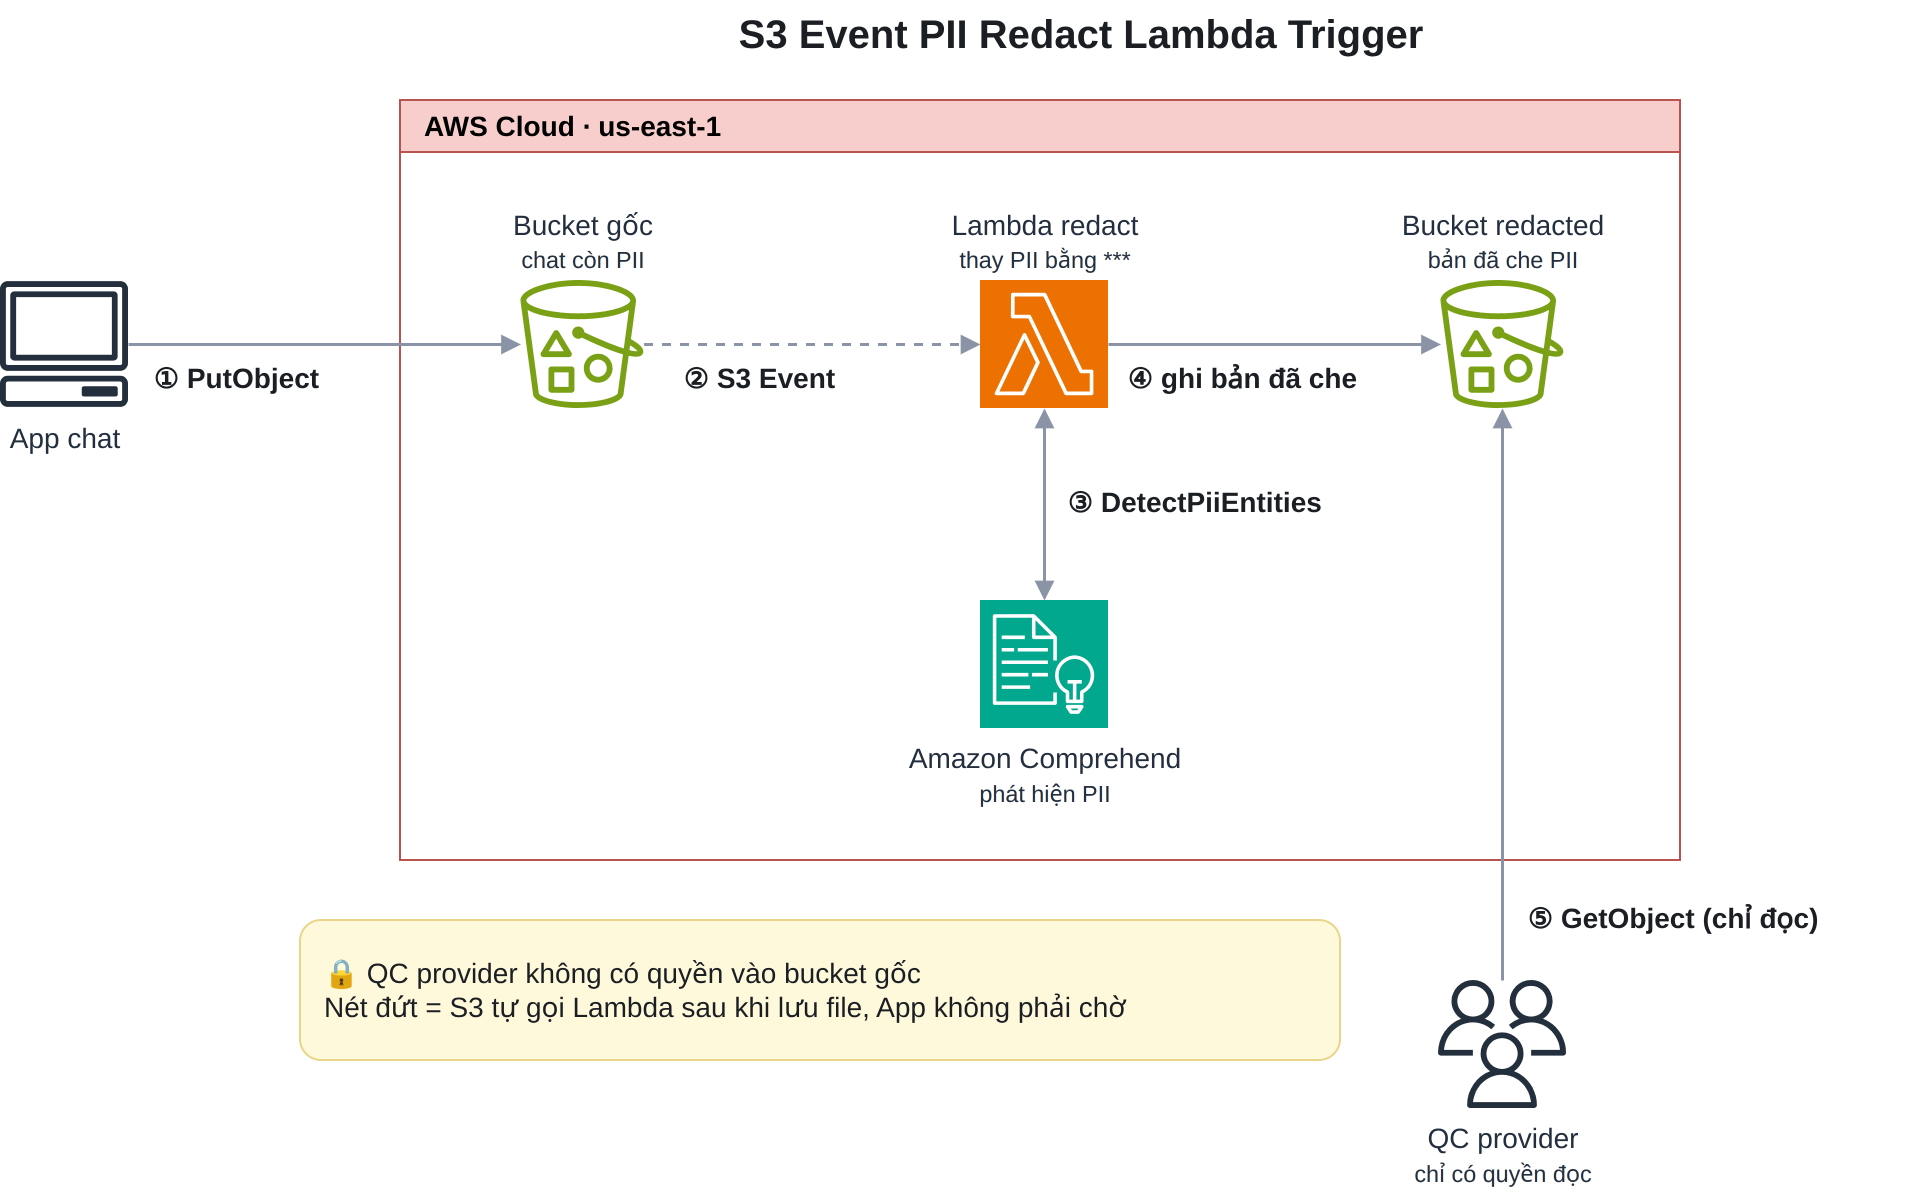 S3 Event PII Redact Lambda Trigger
AWS Cloud · us-east-1
Bucket gốc
chat còn PII
Lambda redact
thay PII bằng ***
Bucket redacted
bản đã che PII
① PutObject
② S3 Event
④ ghi bản đã che
App chat
③ DetectPiiEntities
Amazon Comprehend
phát hiện PII
⑤ GetObject (chỉ đọc)
🔒 QC provider không có quyền vào bucket gốc
Nét đứt = S3 tự gọi Lambda sau khi lưu file, App không phải chờ
QC provider
chỉ có quyền đọc